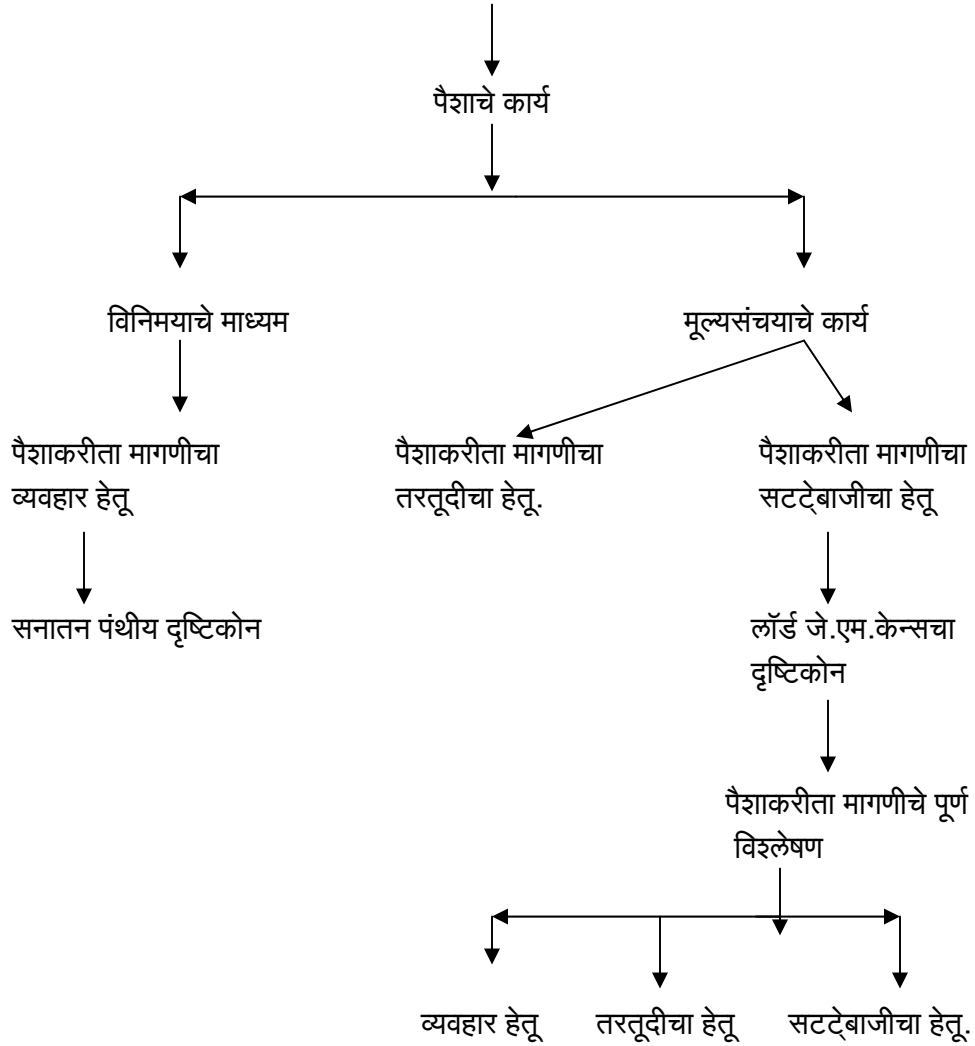 पैशाचे कार्य
विनिमयाचे माध्यम
मूल्यसंचयाचे कार्य
पैशाकरीता मागणीचा
व्यवहार हेतू
पैशाकरीता मागणीचा
तरतूदीचा हेतू.
पैशाकरीता मागणीचा
सटटे्बाजीचा हेतू
सनातन पंथीय दृष्टिकोन
लॉर्ड जे.एम.केन्सचा
दृष्टिकोन
पैशाकरीता मागणीचे पूर्ण
विश्लेषण
व्यवहार हेतू
तरतूदीचा हेतू
सटटे्बाजीचा हेतू.